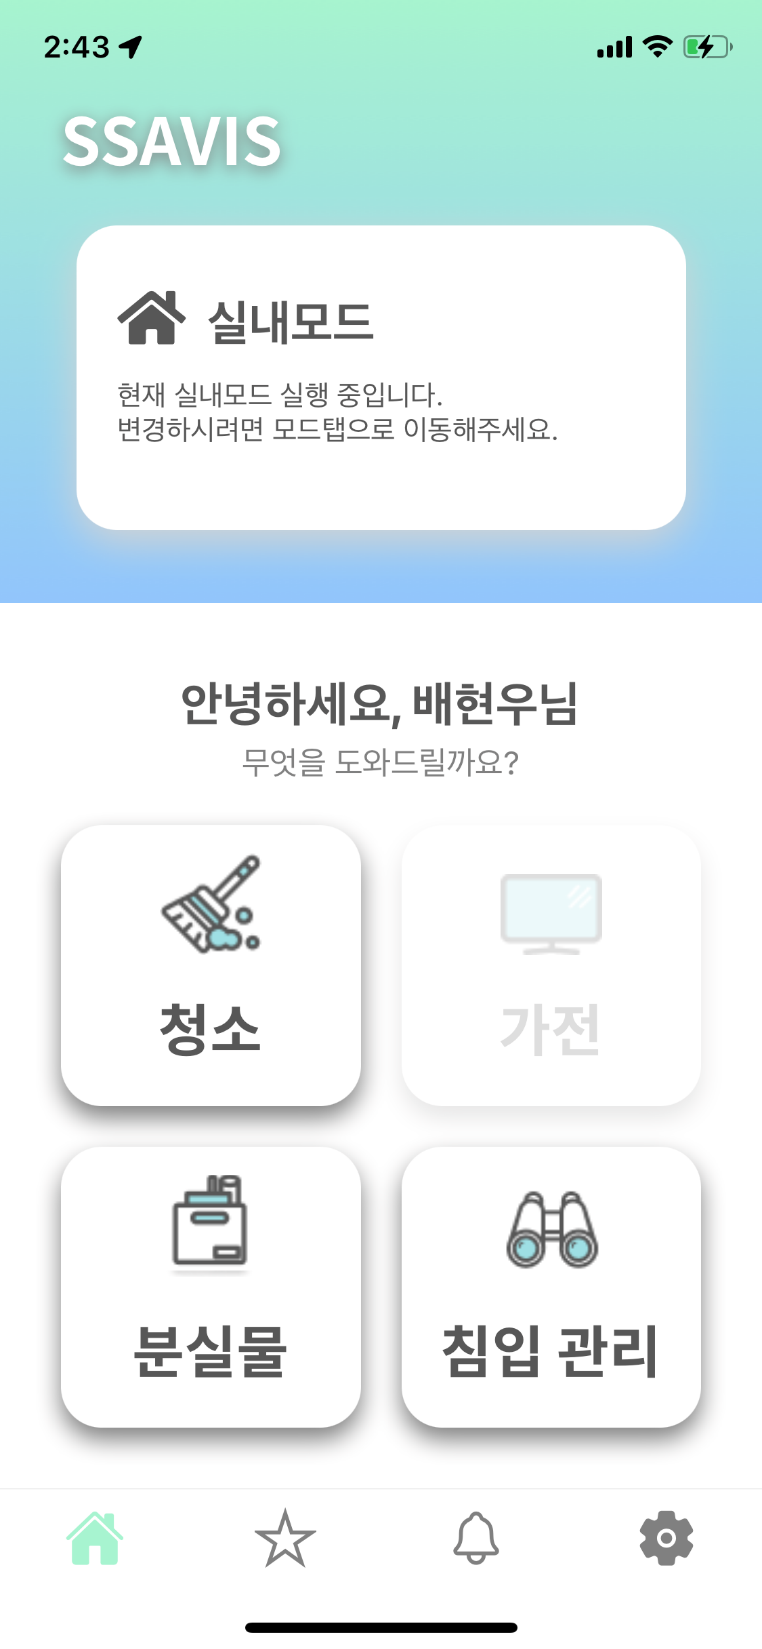 2:43
SSAVIS
실내모드
현재 실내모드 실행 중입니다.
변경하시려면 모드탭으로 이동해주세요.
안녕하세요, 배현우님
무엇을 도와드릴까요?
청소
가전
분실물
침입 관리